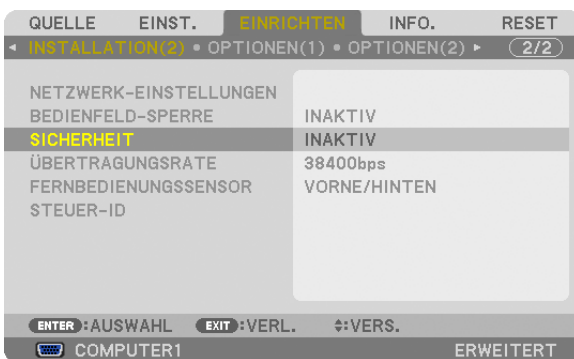 QUELLE EINST. EINRICHTEN INFO. RESET
◂ INSTALLATION(2) • OPTIONEN(1) • OPTIONEN(2) ▸ 2/2
NETZWERK-EINSTELLUNGEN
BEDIENFELD-SPERRE INAKTIV
SICHERHEIT INAKTIV
ÜBERTRAGUNGSRATE 38400bps
FERNBEDIENUNGSSENSOR VORNE/HINTEN
STEUER-ID
ENTER :AUSWAHL EXIT :VERL. ♦:VERS.
COMPUTER1 ERWEITERT